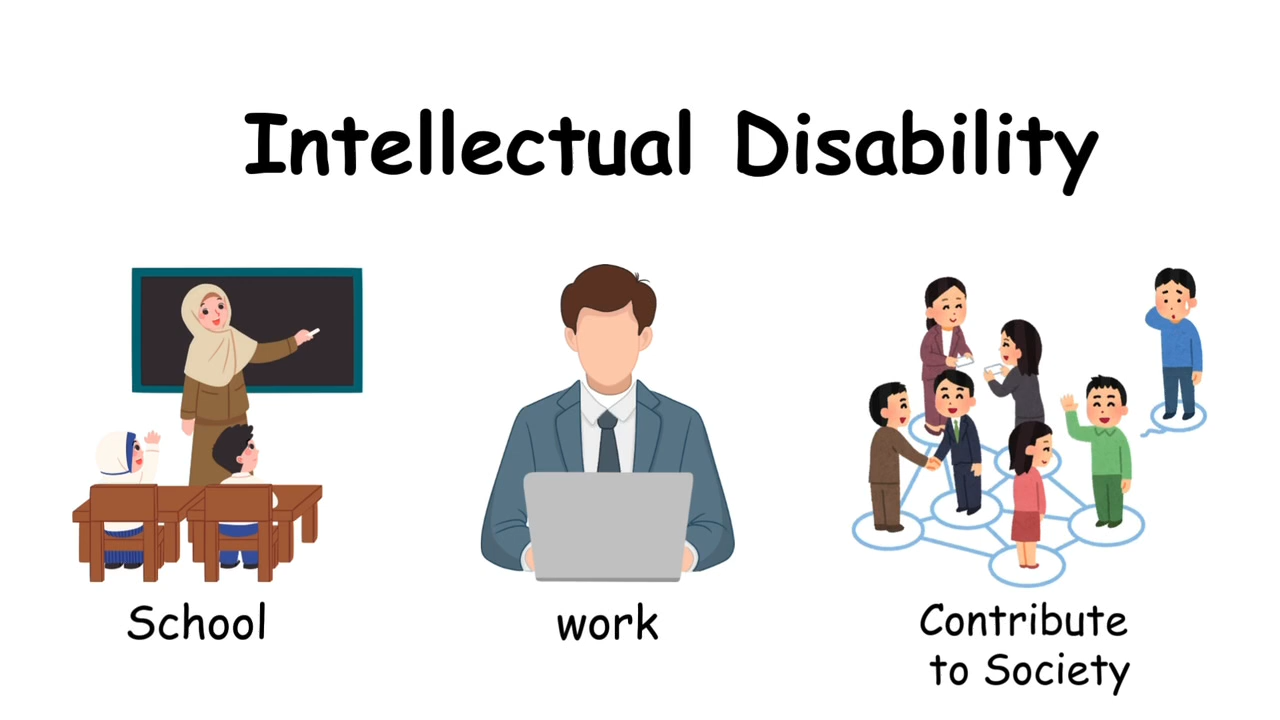 Intellectual Disability
School
work
Contribute
to Society